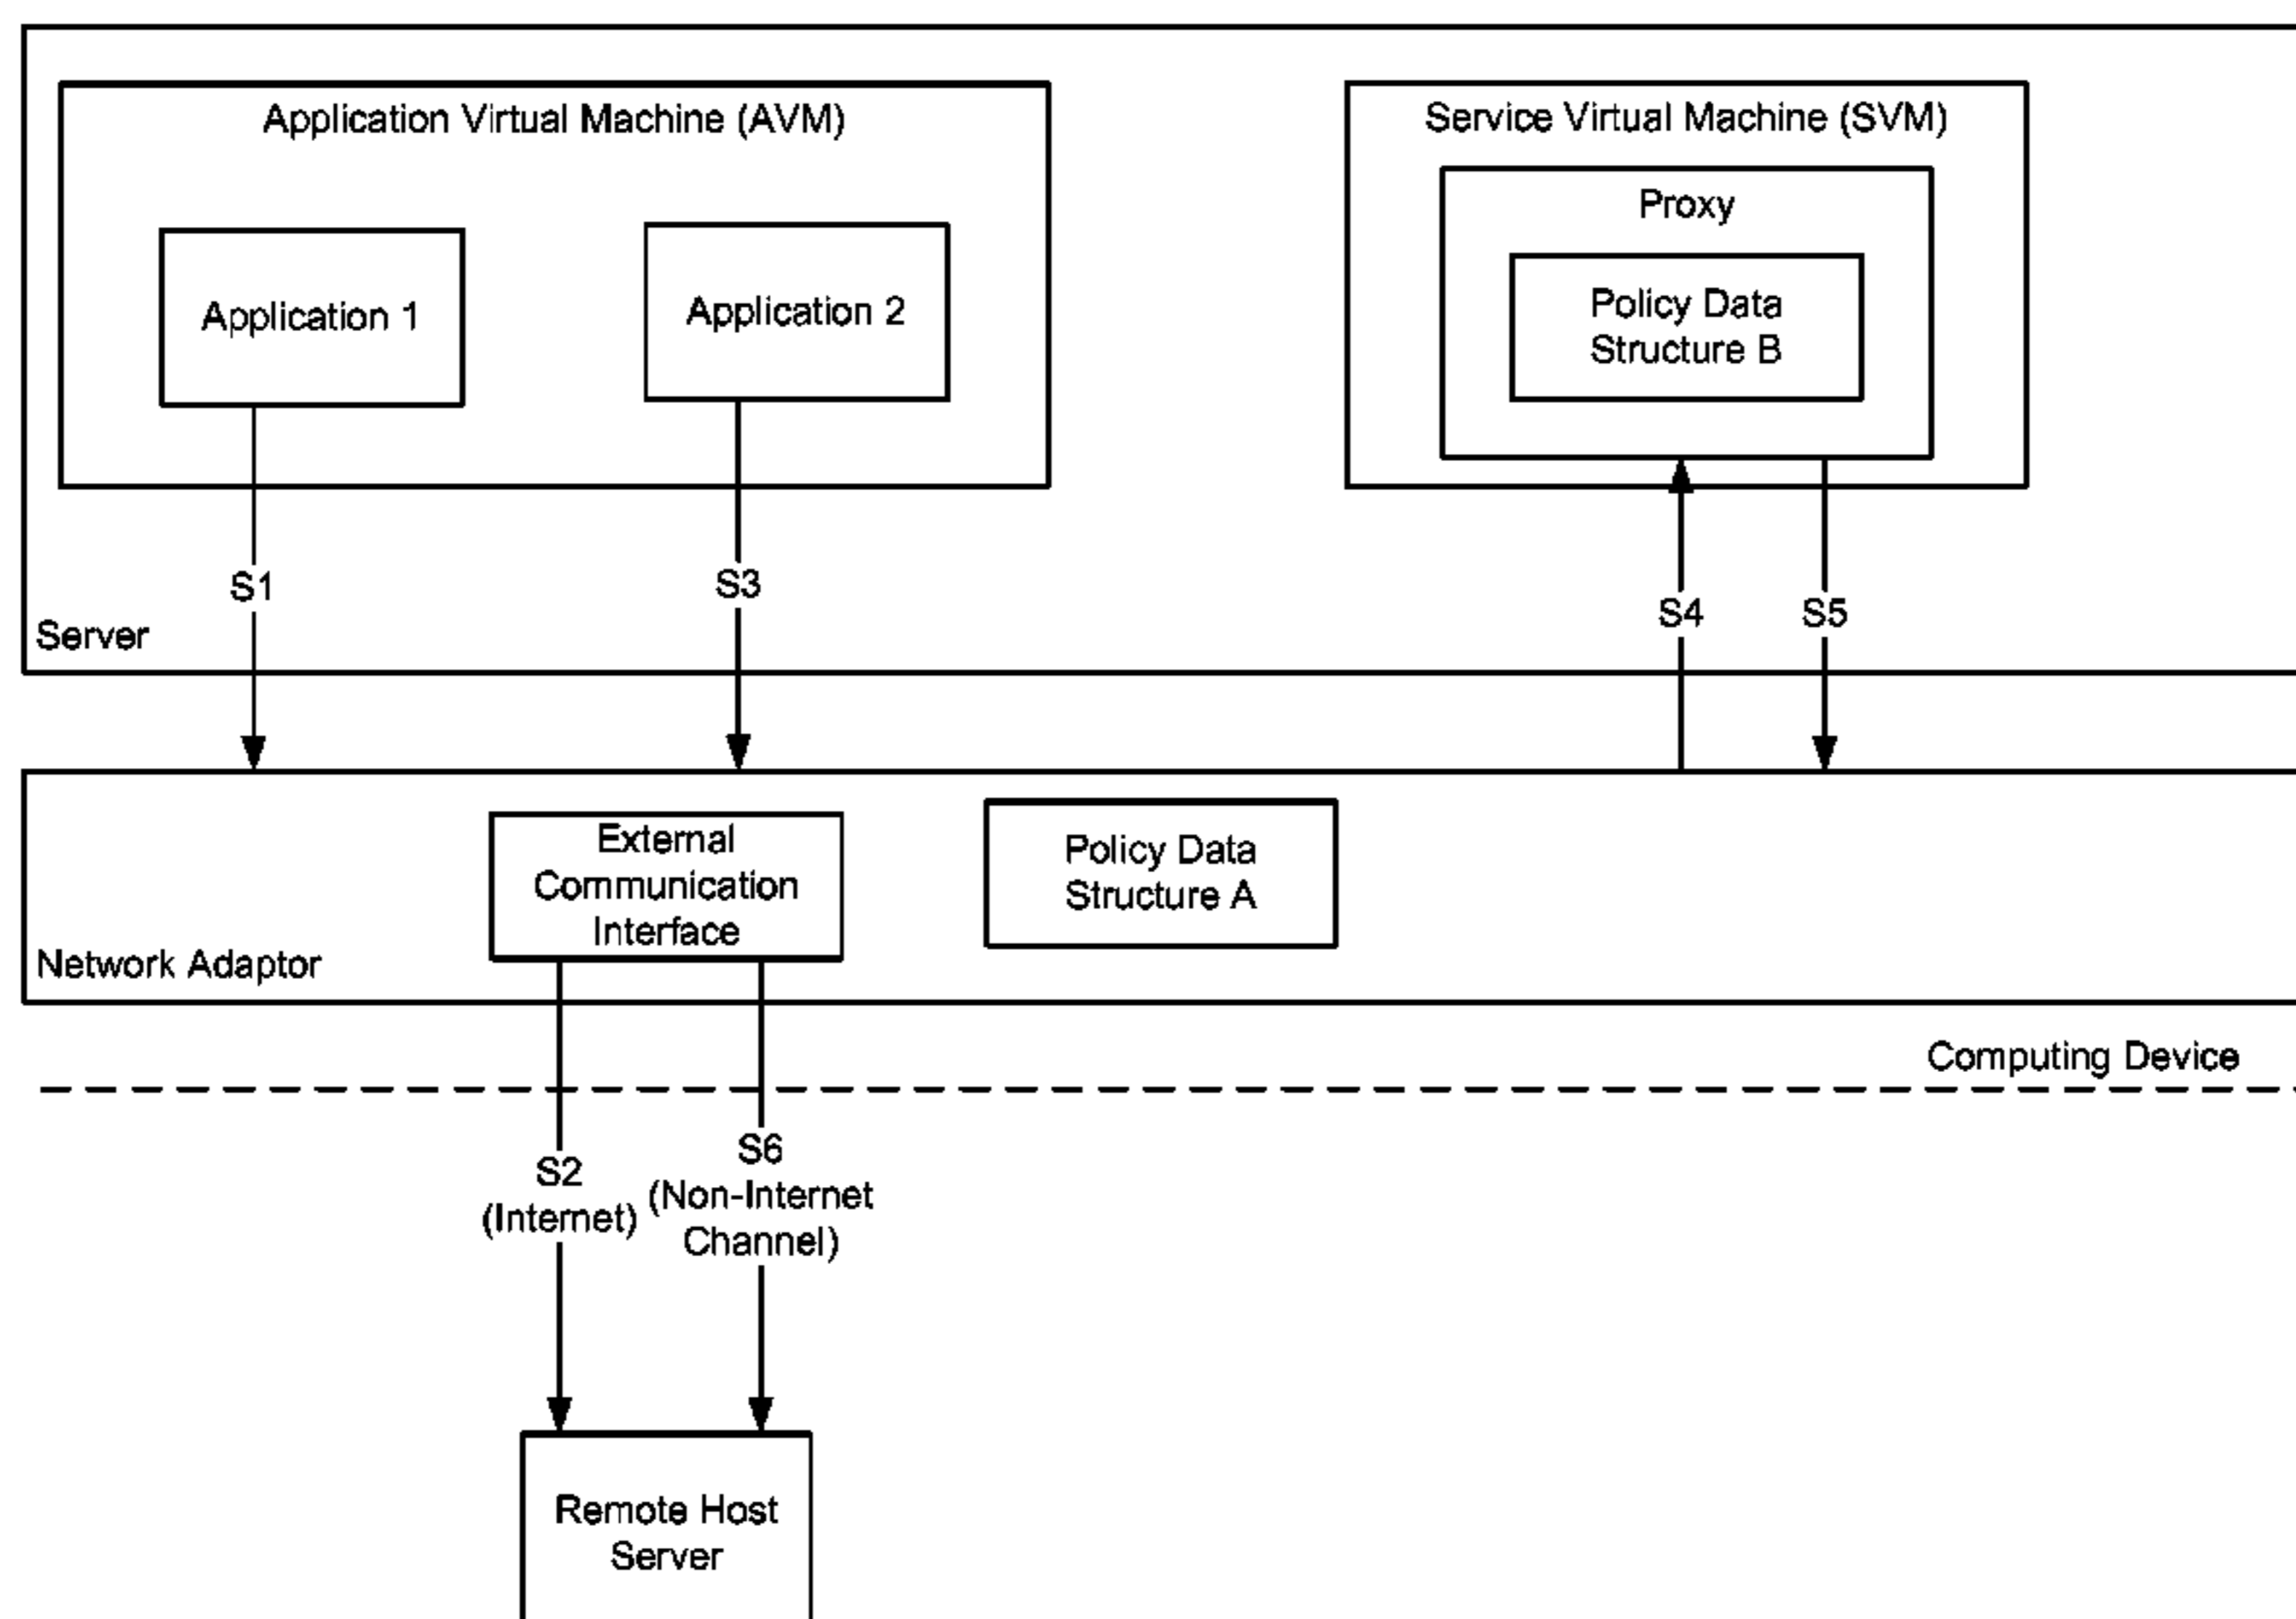 Application Virtual Machine (AVM)
Service Virtual Machine (SVM)
Proxy
Application 1
Application 2
Policy Data
Structure B
S1
S3
S4
S5
Server
External
Communication
Interface
Policy Data
Structure A
Network Adaptor
Computing Device
S2
(Internet)
S6
(Non-Internet
Channel)
Remote Host
Server